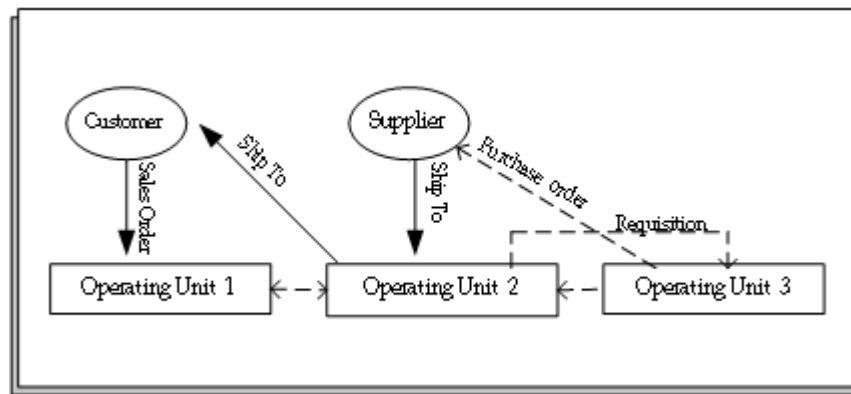 Customer
Supplier
Ship To
Sales Order
Ship To
Purchase order
Requisition
Operating Unit 1
Operating Unit 2
Operating Unit 3